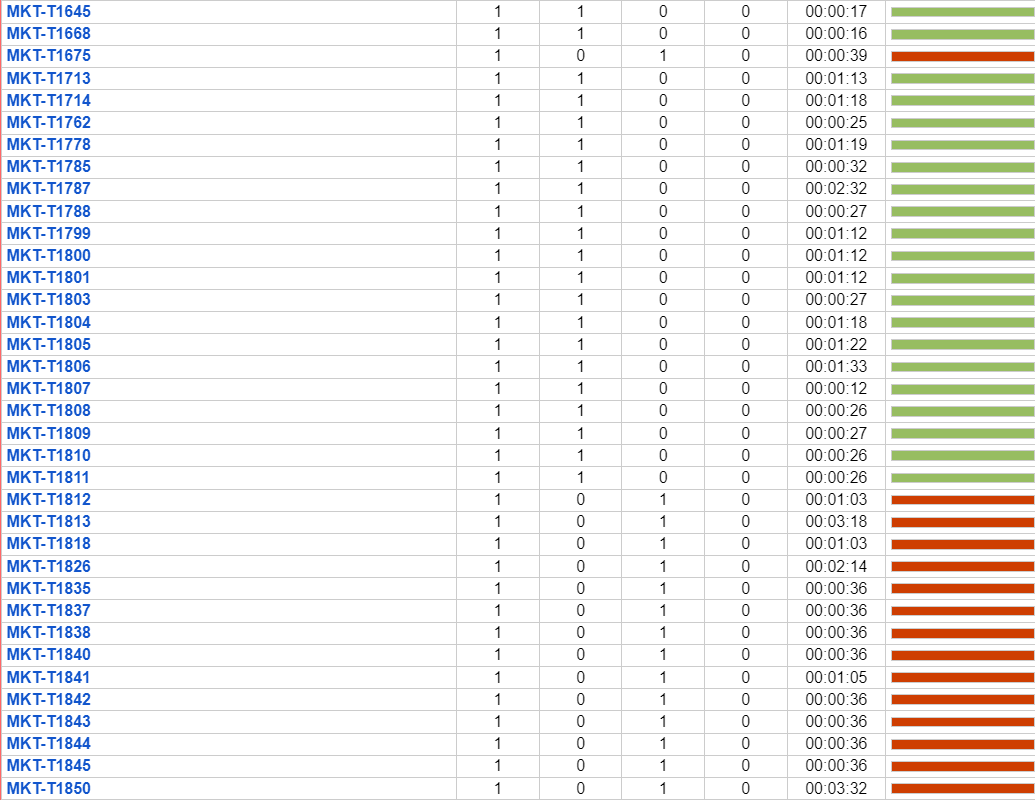 MKT-T1645 1 1 0 0 00:00:17
MKT-T1668 1 1 0 0 00:00:16
MKT-T1675 1 0 1 0 00:00:39
MKT-T1713 1 1 0 0 00:01:13
MKT-T1714 1 1 0 0 00:01:18
MKT-T1762 1 1 0 0 00:00:25
MKT-T1778 1 1 0 0 00:01:19
MKT-T1785 1 1 0 0 00:00:32
MKT-T1787 1 1 0 0 00:02:32
MKT-T1788 1 1 0 0 00:00:27
MKT-T1799 1 1 0 0 00:01:12
MKT-T1800 1 1 0 0 00:01:12
MKT-T1801 1 1 0 0 00:01:12
MKT-T1803 1 1 0 0 00:00:27
MKT-T1804 1 1 0 0 00:01:18
MKT-T1805 1 1 0 0 00:01:22
MKT-T1806 1 1 0 0 00:01:33
MKT-T1807 1 1 0 0 00:00:12
MKT-T1808 1 1 0 0 00:00:26
MKT-T1809 1 1 0 0 00:00:27
MKT-T1810 1 1 0 0 00:00:26
MKT-T1811 1 1 0 0 00:00:26
MKT-T1812 1 0 1 0 00:01:03
MKT-T1813 1 0 1 0 00:03:18
MKT-T1818 1 0 1 0 00:01:03
MKT-T1826 1 0 1 0 00:02:14
MKT-T1835 1 0 1 0 00:00:36
MKT-T1837 1 0 1 0 00:00:36
MKT-T1838 1 0 1 0 00:00:36
MKT-T1840 1 0 1 0 00:00:36
MKT-T1841 1 0 1 0 00:01:05
MKT-T1842 1 0 1 0 00:00:36
MKT-T1843 1 0 1 0 00:00:36
MKT-T1844 1 0 1 0 00:00:36
MKT-T1845 1 0 1 0 00:00:36
MKT-T1850 1 0 1 0 00:03:32